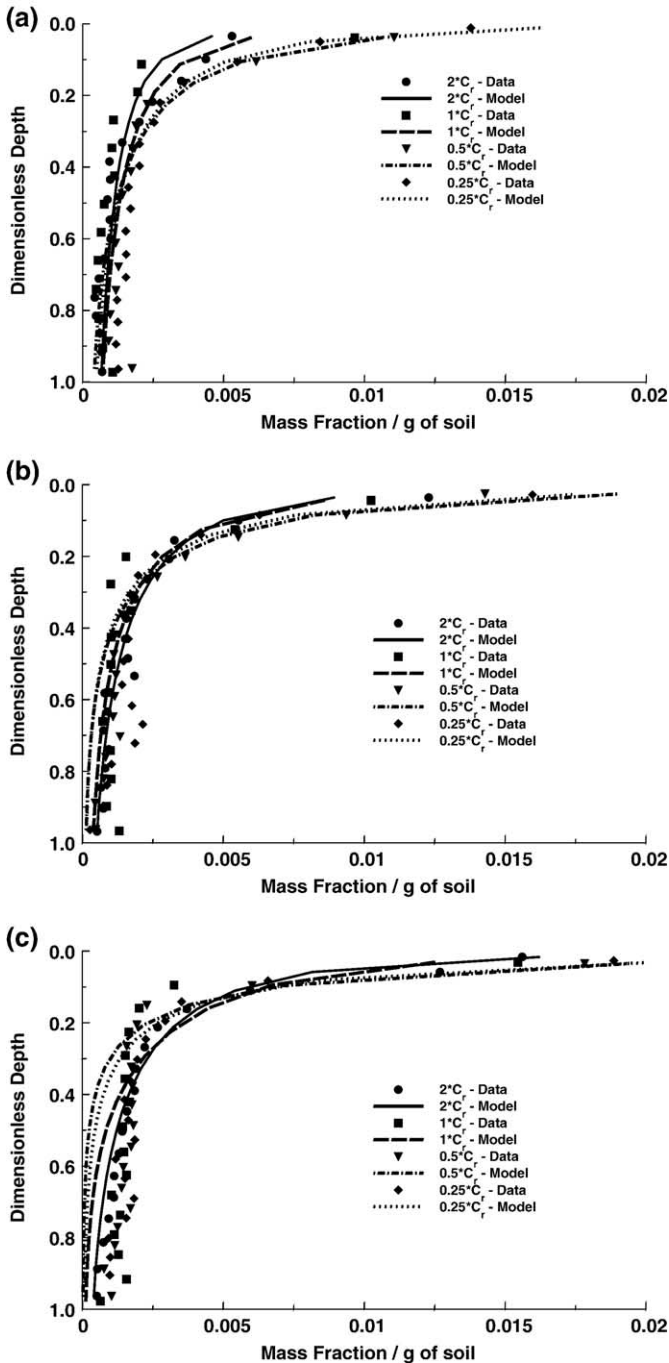 (a)
0.0
0.2
0.4
0.6
0.8
1.0
Dimensionless Depth
2*Cr - Data
2*Cr - Model
1*Cr - Data
1*Cr - Model
0.5*Cr - Data
0.5*Cr - Model
0.25*Cr - Data
0.25*Cr - Model
0 0.005 0.01 0.015 0.02
Mass Fraction / g of soil
(b)
0.0
0.2
0.4
0.6
0.8
1.0
Dimensionless Depth
2*Cr - Data
2*Cr - Model
1*Cr - Data
1*Cr - Model
0.5*Cr - Data
0.5*Cr - Model
0.25*Cr - Data
0.25*Cr - Model
0 0.005 0.01 0.015 0.02
Mass Fraction / g of soil
(c)
0.0
0.2
0.4
0.6
0.8
1.0
Dimensionless Depth
2*Cr - Data
2*Cr - Model
1*Cr - Data
1*Cr - Model
0.5*Cr - Data
0.5*Cr - Model
0.25*Cr - Data
0.25*Cr - Model
0 0.005 0.01 0.015 0.02
Mass Fraction / g of soil